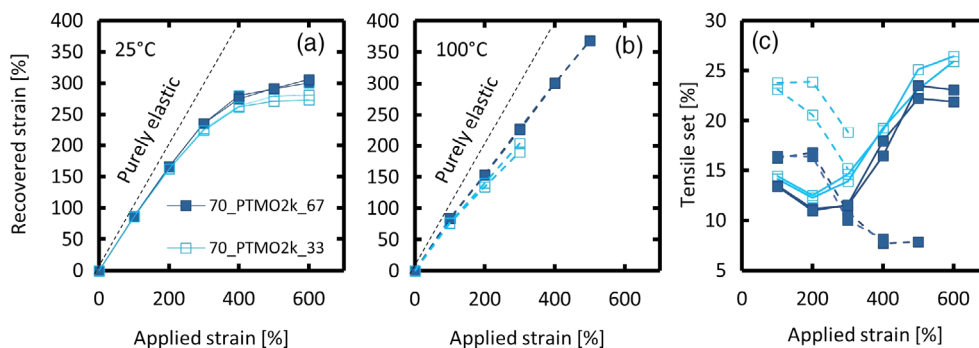 Recovered strain [%]
400
350
300
250
200
150
100
50
0
25°C
(a)
Purely elastic
70_PTMO2k_67
70_PTMO2k_33
0 200 400 600
Applied strain [%]
400
350
300
250
200
150
100
50
0
100°C
(b)
Purely elastic
0 200 400 600
Applied strain [%]
Tensile set [%]
30
25
20
15
10
5
(c)
0 200 400 600
Applied strain [%]